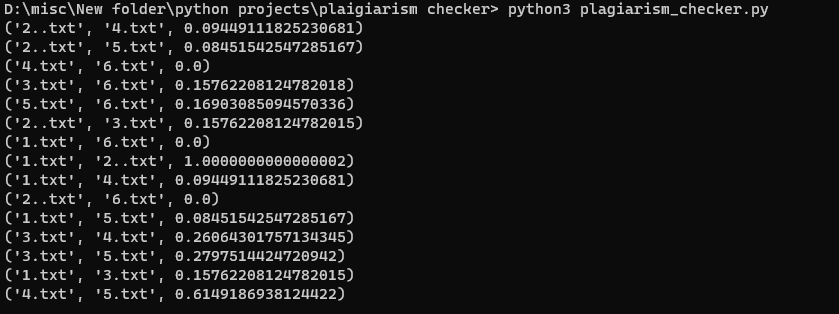 D:\misc\New folder\python projects\plaigiarism checker> python3 plagiarism_checker.py
('2..txt', '4.txt', 0.09449111825230681)
('2..txt', '5.txt', 0.08451542547285167)
('4.txt', '6.txt', 0.0)
('3.txt', '6.txt', 0.15762208124782018)
('5.txt', '6.txt', 0.16903085094570336)
('2..txt', '3.txt', 0.15762208124782015)
('1.txt', '6.txt', 0.0)
('1.txt', '2..txt', 1.0000000000000002)
('1.txt', '4.txt', 0.09449111825230681)
('2..txt', '6.txt', 0.0)
('1.txt', '5.txt', 0.08451542547285167)
('3.txt', '4.txt', 0.26064301757134345)
('3.txt', '5.txt', 0.2797514424720942)
('1.txt', '3.txt', 0.15762208124782015)
('4.txt', '5.txt', 0.6149186938124422)